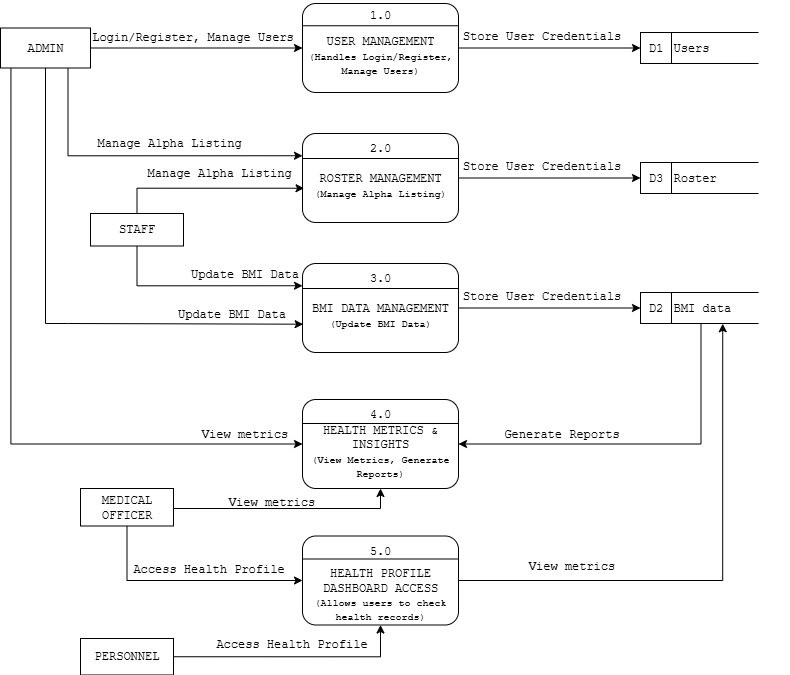 1.0
Login/Register, Manage Users
Store User Credentials
ADMIN
USER MANAGEMENT
(Handles Login/Register,
Manage Users)
D1
Users
Manage Alpha Listing
2.0
Manage Alpha Listing
Store User Credentials
ROSTER MANAGEMENT
(Manage Alpha Listing)
D3
Roster
STAFF
Update BMI Data
3.0
Store User Credentials
BMI DATA MANAGEMENT
(Update BMI Data)
D2
BMI data
Update BMI Data
4.0
View metrics
HEALTH METRICS &
INSIGHTS
(View Metrics, Generate
Reports)
Generate Reports
MEDICAL
OFFICER
View metrics
5.0
Access Health Profile
HEALTH PROFILE
DASHBOARD ACCESS
(Allows users to check
health records)
View metrics
Access Health Profile
PERSONNEL